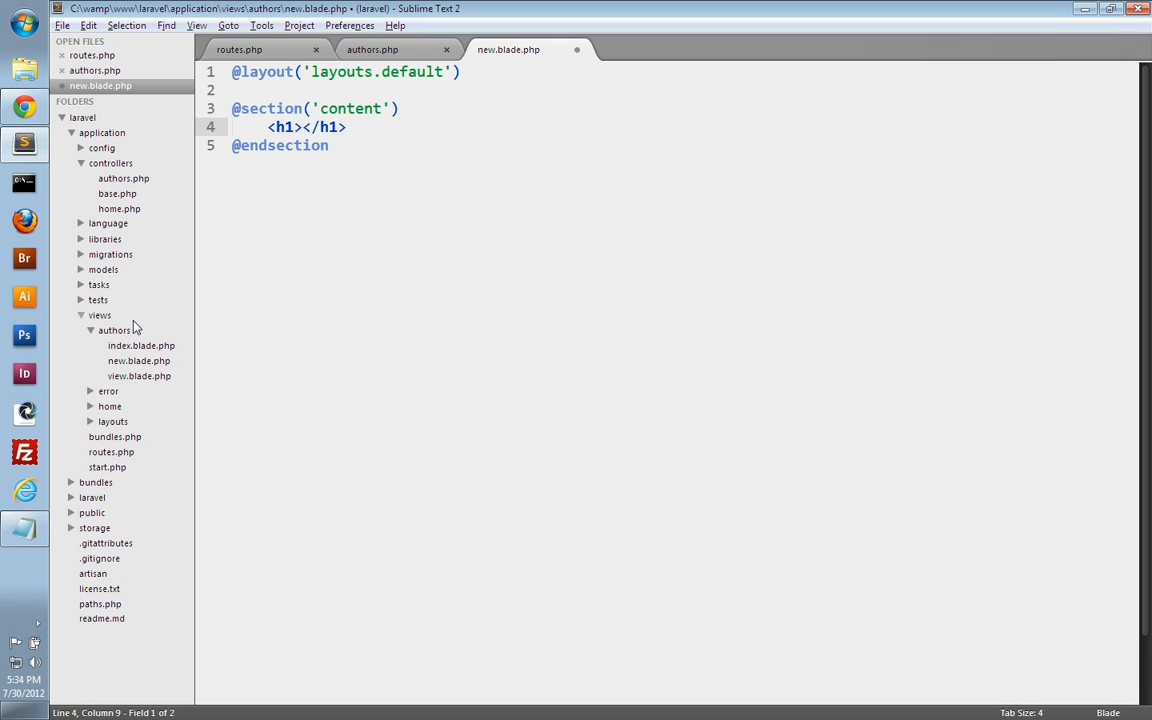 C:\wamp\www\laravel\application\views\authors\new.blade.php • (laravel) - Sublime Text 2
File Edit Selection Find View Goto Tools Project Preferences Help
OPEN FILES
routes.php
authors.php
new.blade.php
FOLDERS
laravel
application
config
controllers
authors.php
base.php
home.php
language
libraries
migrations
models
tasks
tests
views
authors
index.blade.php
new.blade.php
view.blade.php
error
home
layouts
bundles.php
routes.php
start.php
bundles
laravel
public
storage
.gitattributes
.gitignore
artisan
license.txt
paths.php
readme.md
routes.php authors.php new.blade.php
1 @layout('layouts.default')
2
3 @section('content')
4 <h1></h1>
5 @endsection
Br
Ai
Ps
Id
Fz
5:34 PM
7/30/2012
Line 4, Column 9 - Field 1 of 2 Tab Size: 4 Blade